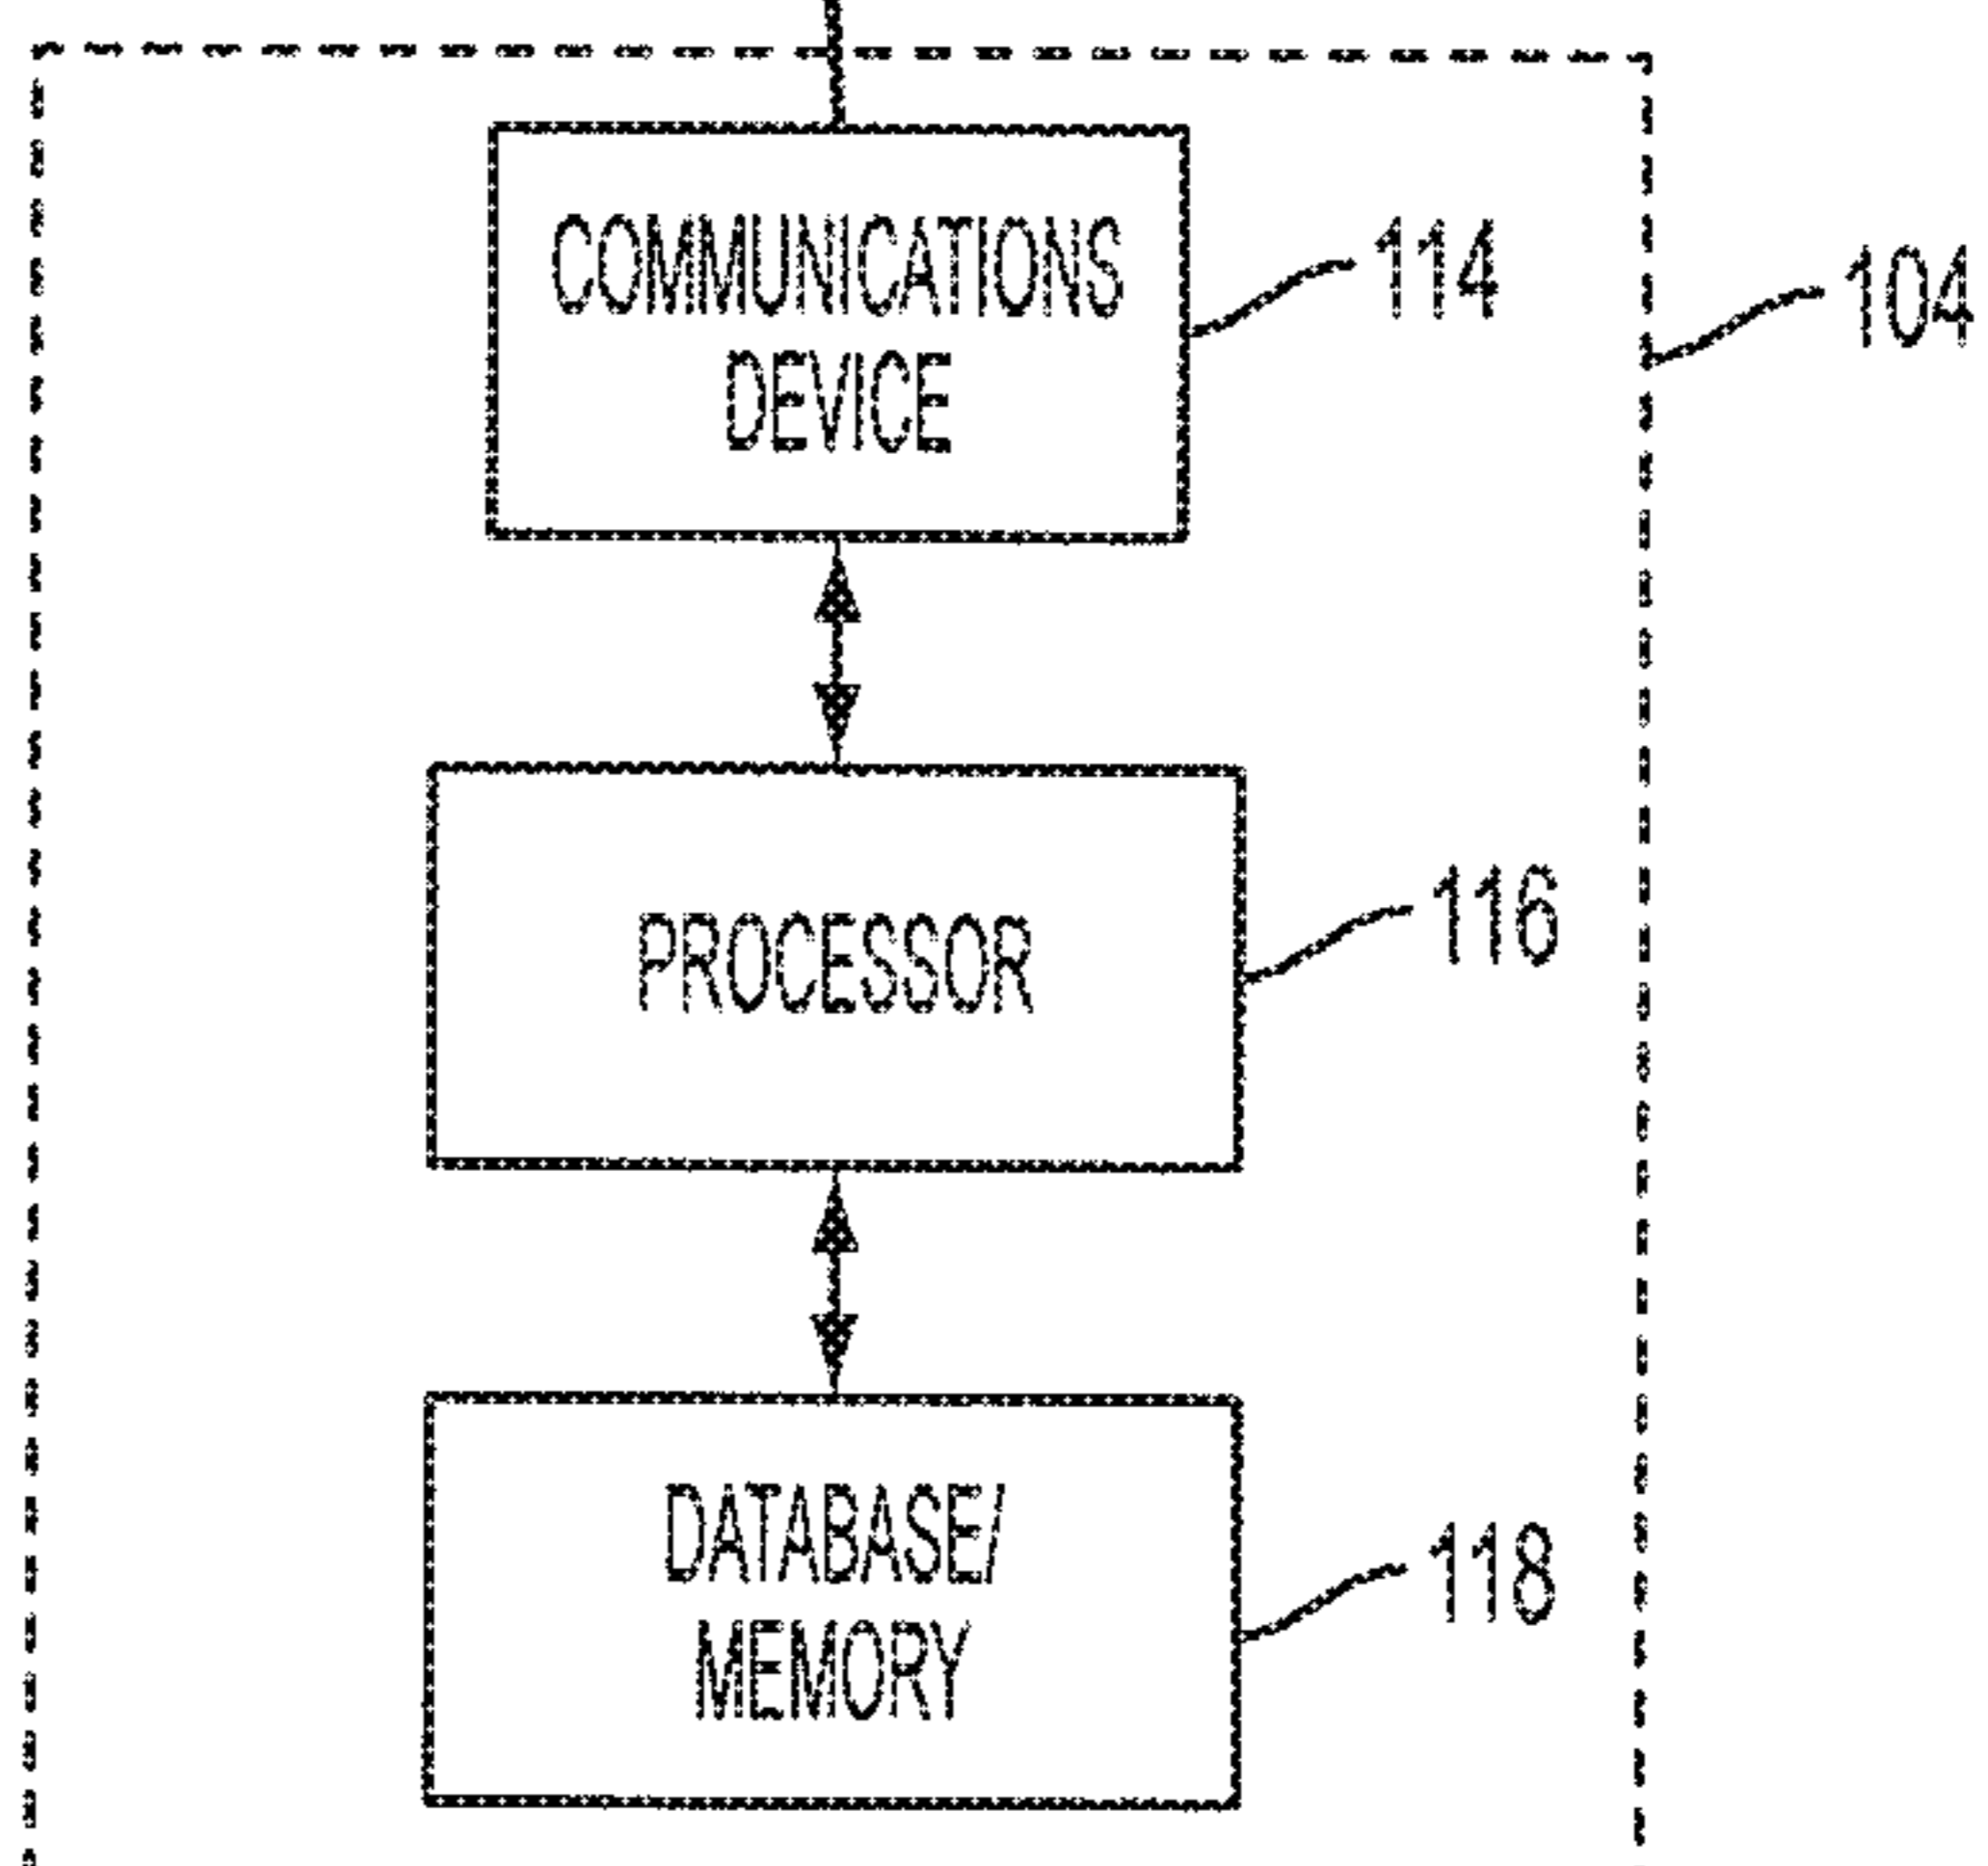 COMMUNICATIONS
DEVICE
114
104
PROCESSOR
116
DATABASE/
MEMORY
118